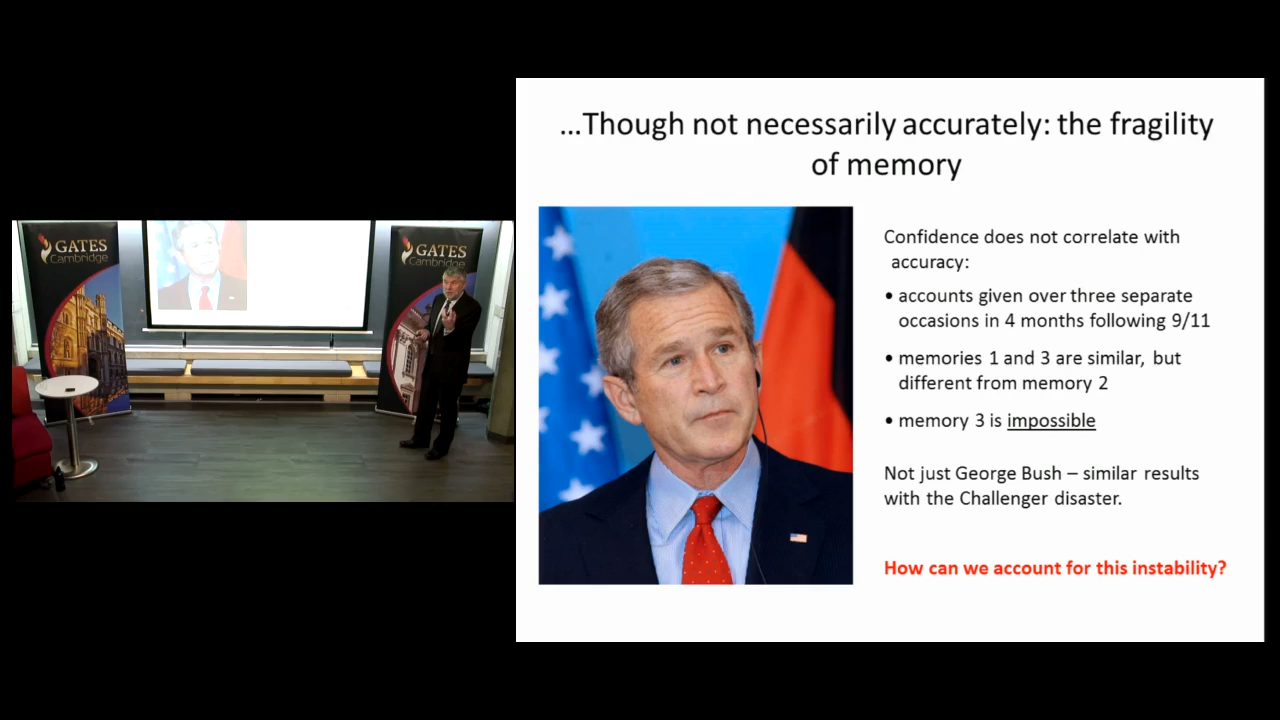 GATES
Cambridge
GATES
Cambridge
...Though not necessarily accurately: the fragility
of memory
Confidence does not correlate with
accuracy:
• accounts given over three separate
occasions in 4 months following 9/11
• memories 1 and 3 are similar, but
different from memory 2
• memory 3 is impossible
Not just George Bush – similar results
with the Challenger disaster.
How can we account for this instability?